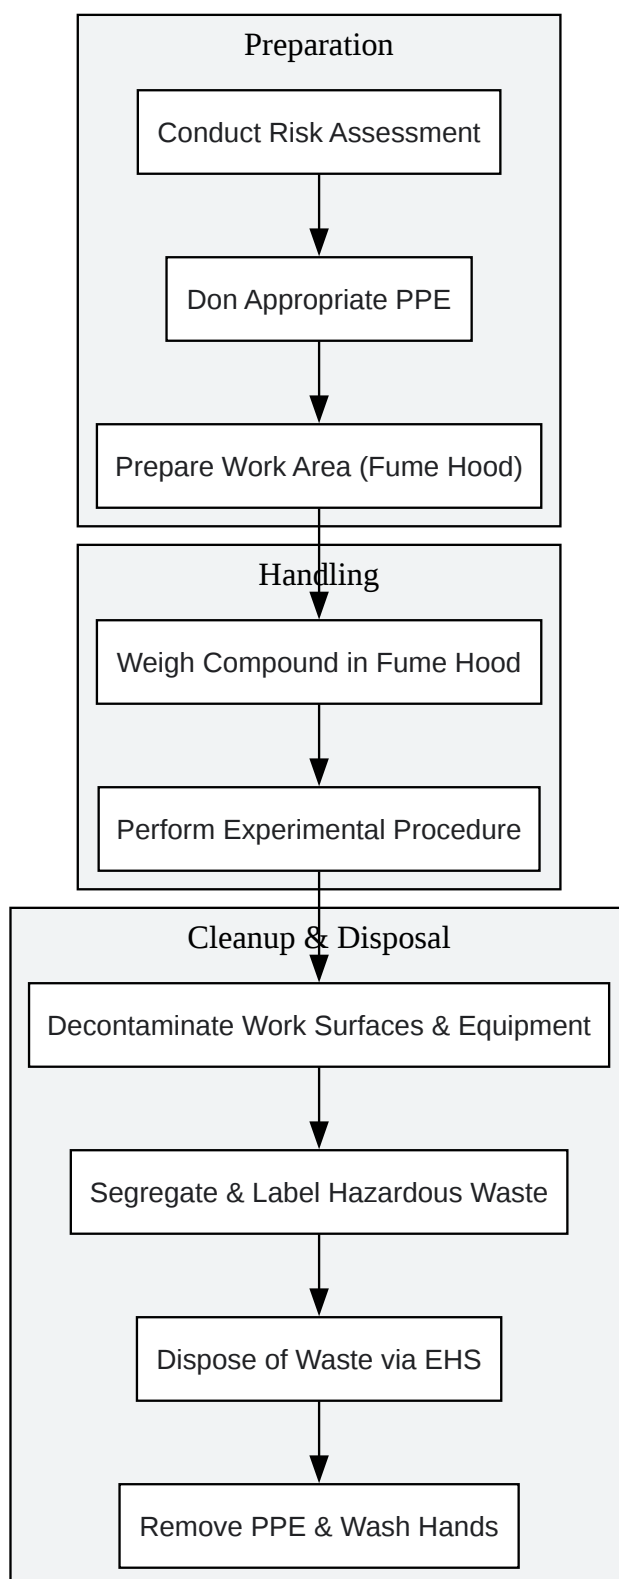 Preparation
Conduct Risk Assessment
Don Appropriate PPE
Prepare Work Area (Fume Hood)
Handling
Weigh Compound in Fume Hood
Perform Experimental Procedure
Cleanup & Disposal
Decontaminate Work Surfaces & Equipment
Segregate & Label Hazardous Waste
Dispose of Waste via EHS
Remove PPE & Wash Hands